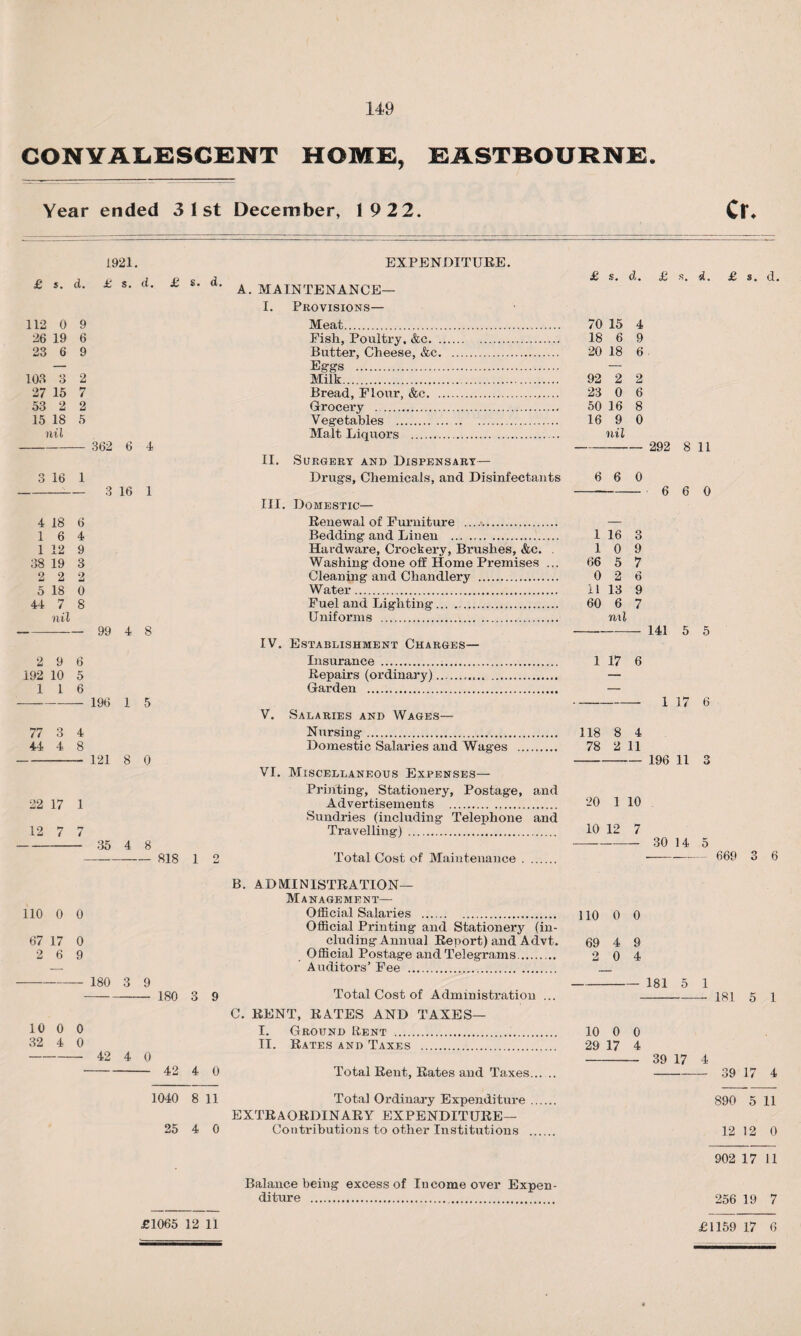 149
CONVALESCENT HOME, EASTBOURNE.
Year ended 31st December, 1922. Cr.
1921. EXPENDITURE.
£ s. d. £ s. d. £ s. d. £ s. d. £ s. d. £ s. d.
A. MAINTENANCE—
I. Provisions—
112 0 9 Meat 70 15 4
26 19 6 Fish, Poultry, &c. 18 6 9
23 6 9 Butter, Cheese, &c. 20 18 6
— Eggs —
103 3 2 Milk 92 2 2
27 15 7 Bread, Flour, &c. 23 0 6
53 2 2 Grocery 50 16 8
15 18 5 Vegetables 16 9 0
nil Malt Liquors nil
362 6 4 292 8 11
II. Surgery and Dispensary—
3 16 1 Drugs, Chemicals, and Disinfectants 6 6 0
3 16 1 6 6 0
III. Domestic—
4 18 6 Renewal of Furniture —
1 6 4 Bedding and Linen 1 16 3
1 12 9 Hardware, Crockery, Brushes, &c. 1 0 9
38 19 3 Washing done off Home Premises ... 66 5 7
2 2 2 Cleaning and Chandlery 0 2 6
5 18 0 Water 11 13 9
44 7 8 Fuel and Lighting 60 6 7
nil Uniforms nil
99 4 8 141 5 5
IV. Establishment Charges—
2 9 6 Insurance 1 17 6
192 10 5 Repairs (ordinary) —
1 1 6 Garden —
196 1 5 1 17 6
V. Salaries and Wages—
77 3 4 Nursing 118 8 4
44 4 8 Domestic Salaries and Wages 78 2 11
121 8 0 196 11 3
VI. Miscellaneous Expenses—
Printing, Stationery, Postage, and
22 17 1 Advertisements 20 1 10
Sundries (including Telephone and
12 7 7 Travelling) 10 12 7
35 4 8 30 14 5
818 1 2 Total Cost of Maintenance 669 3 6
B. ADMINISTRATION—
Management—
110 0 0 Official Salaries 110 0 0
Official Printing and Stationery (in-
67 17 0 cluding Annual Report) and Advt. 69 4 9
2 6 9 Official Postage and Telegrams 2 0 4
— Auditors' Fee —
180 3 9 181 5 1
180 3 9 Total Cost of Administration ... 181 5 1
C. RENT, RATES AND TAXES—
10 0 0 I. Ground Rent 10 0 0
32 4 0 II. Rates and Taxes 29 17 4
42 4 0 39 17 4
42 4 0 Total Rent, Rates and Taxes 39 17 4
1040 8 11 Total Ordinary Expenditure 890 5 11
EXTRAORDINARY EXPENDITURE—
25 4 0 Contributions to other Institutions 12 12 0
902 17 11
Balance being excess of Income over Expen-
diture 256 19 7
£1065 12 11 £1159 17 6